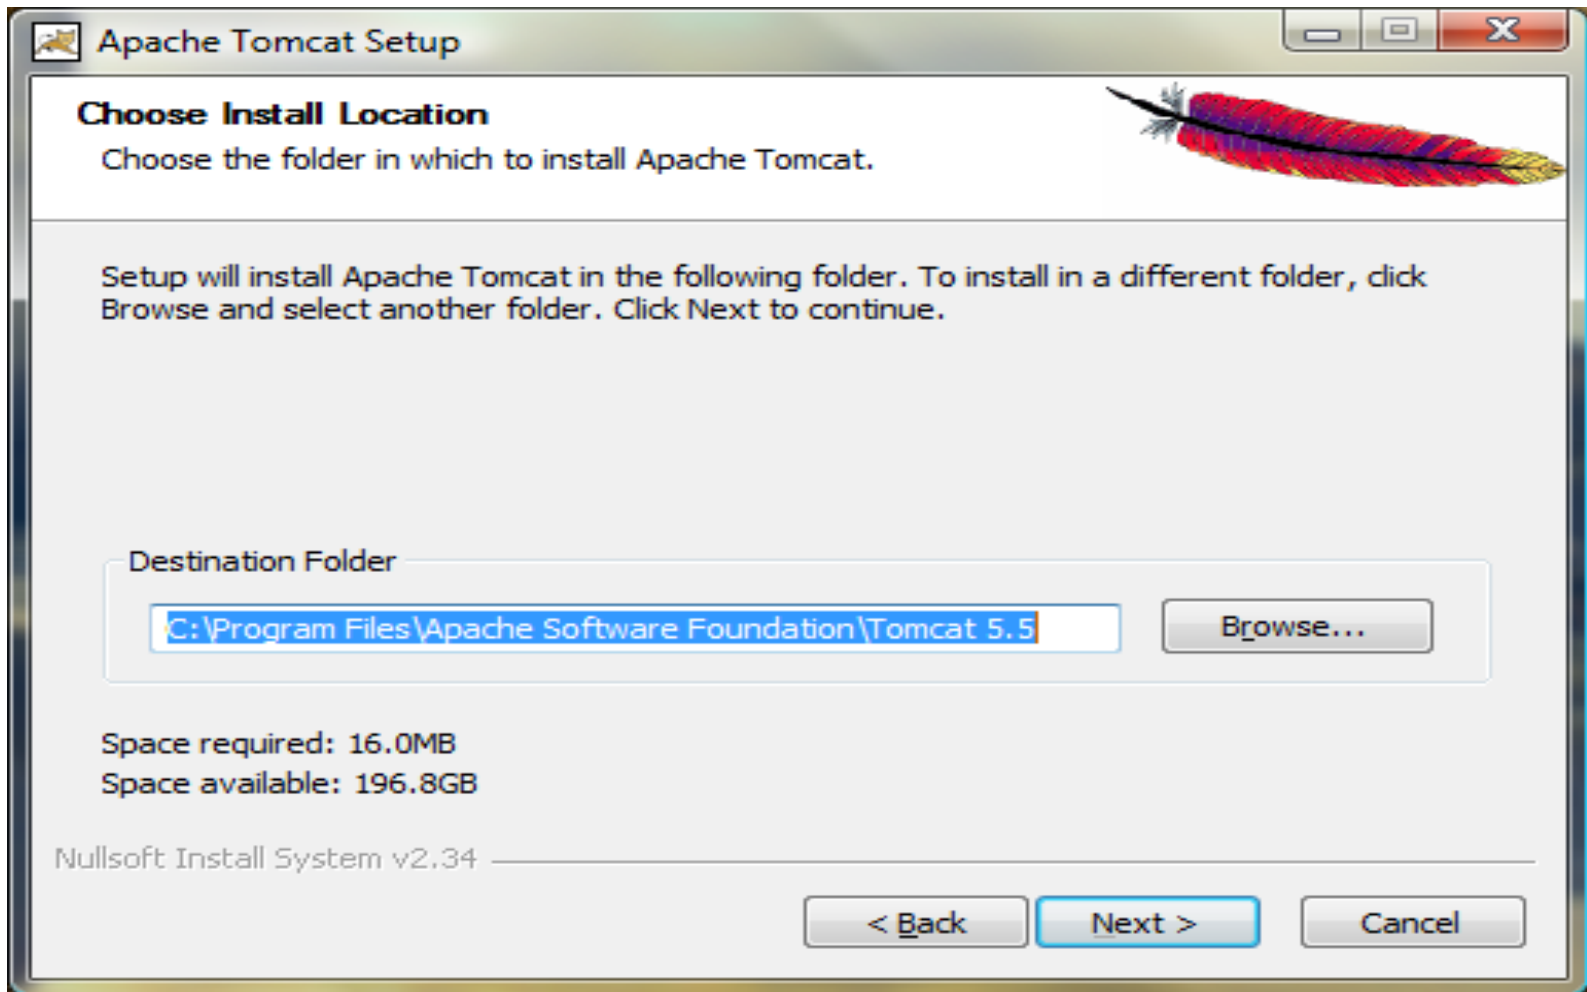 Apache Tomcat Setup
Choose Install Location
Choose the folder in which to install Apache Tomcat.
Setup will install Apache Tomcat in the following folder. To install in a different folder, click
Browse and select another folder. Click Next to continue.
Destination Folder
C:\Program Files\Apache Software Foundation\Tomcat 5.5
Browse...
Space required: 16.0MB
Space available: 196.8GB
Nullsoft Install System v2.34
< Back
Next >
Cancel